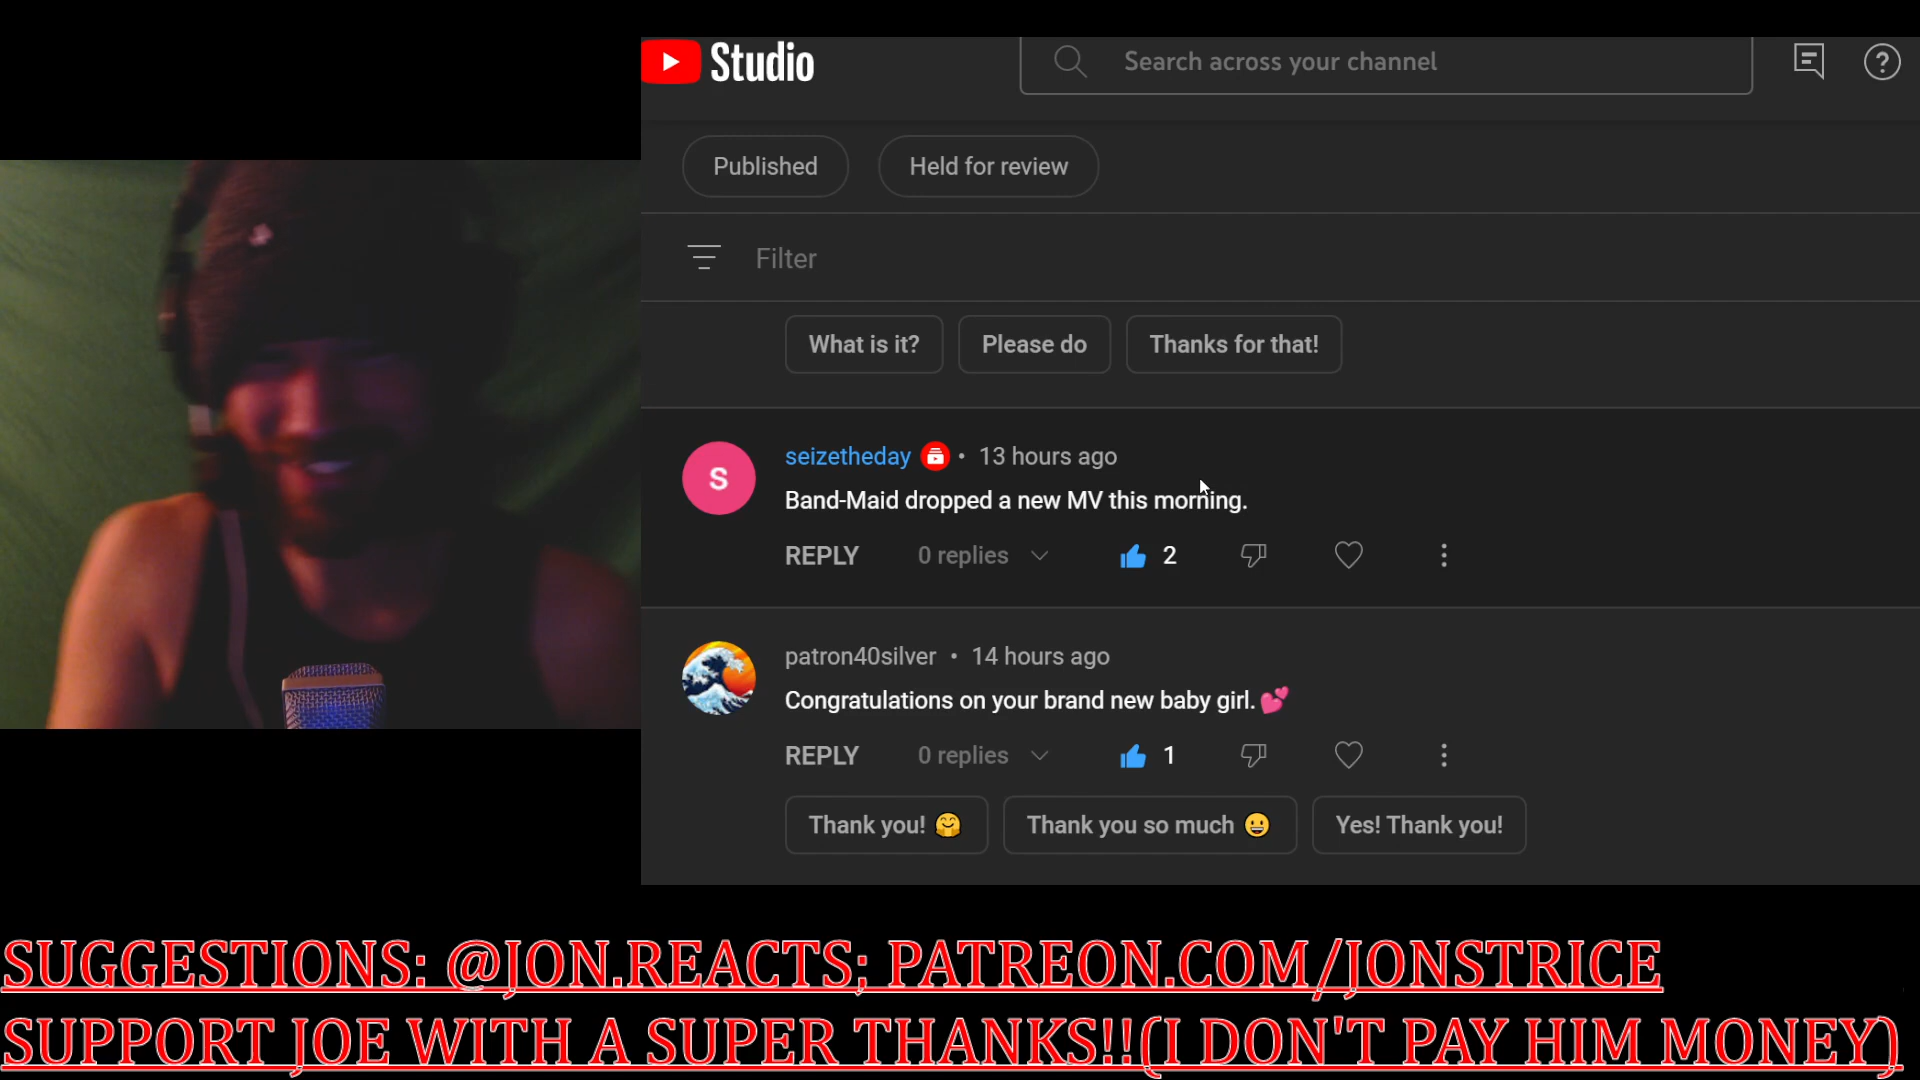 Studio
Search across your channel
?
Published
Held for review
Filter
What is it?
Please do
Thanks for that!
S
seizetheday • 13 hours ago
Band-Maid dropped a new MV this morning.
REPLY
0 replies
2
patron40silver • 14 hours ago
Congratulations on your brand new baby girl.💕
REPLY
0 replies
1
Thank you! 🤗
Thank you so much 😀
Yes! Thank you!
SUGGESTIONS: @JON.REACTS; PATREON.COM/JONSTRICE
SUPPORT JOE WITH A SUPER THANKS!!(I DON'T PAY HIM MONEY)